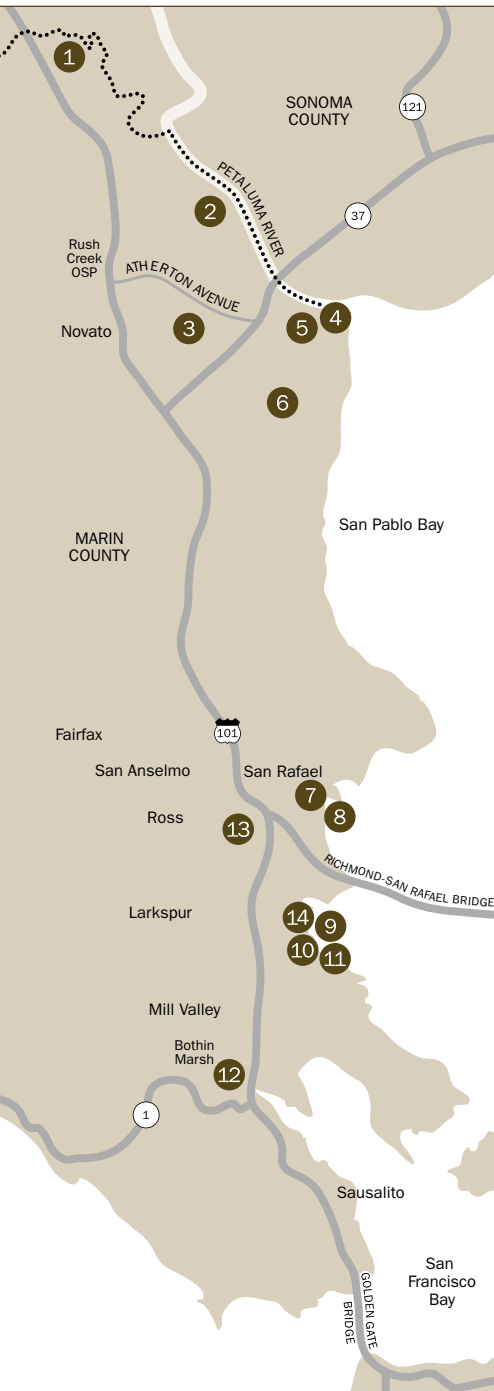 1
SONOMA
COUNTY
121
PETALUMA RIVER
2
37
Rush
Creek
OSP
ATHERTON AVENUE
4
5
3
Novato
6
San Pablo Bay
MARIN
COUNTY
Fairfax
101
San Anselmo
San Rafael
7
8
Ross
13
RICHMOND-SAN RAFAEL BRIDGE
Larkspur
14
9
10
11
Mill Valley
Bothin
Marsh
12
1
Sausalito
San
Francisco
Bay
GOLDEN GATE
BRIDGE